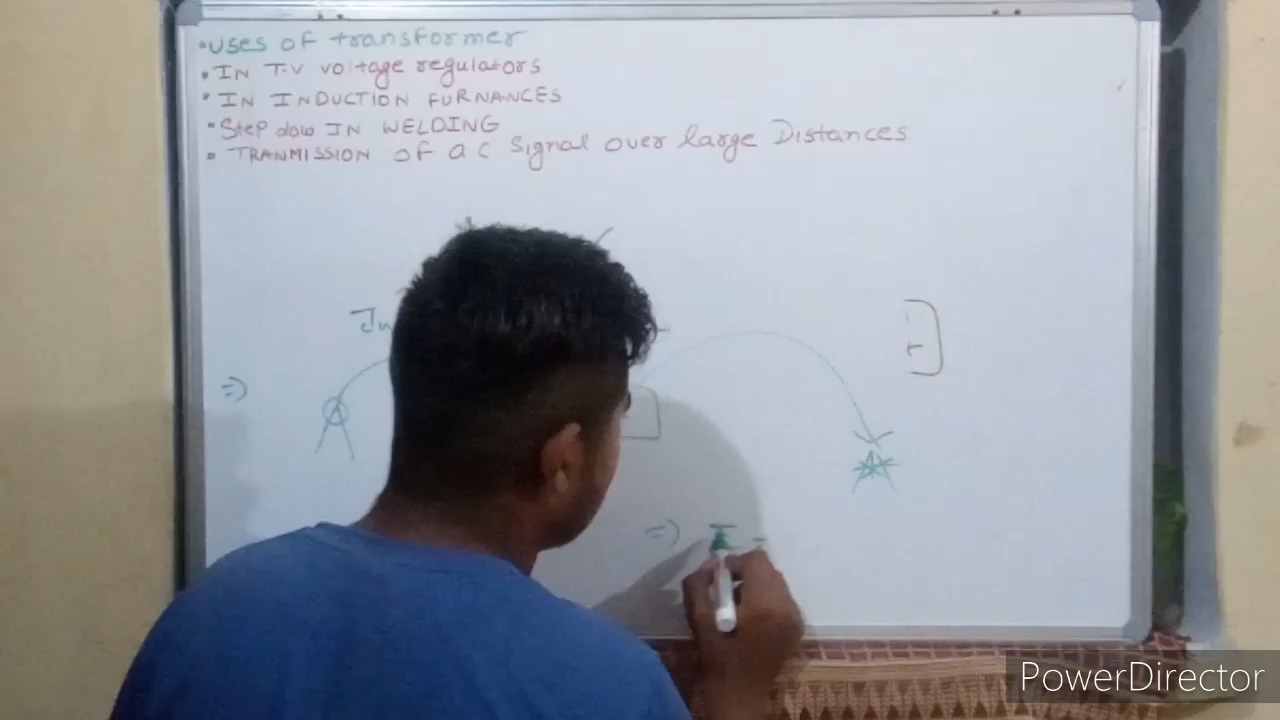 •Uses of transformer
•IN T.V voltage regulators
•IN INDUCTION FURNANCES
•Step dow IN WELDING
•TRANMISSION OF a C Signal over large Distances
=)
=)
PowerDirector